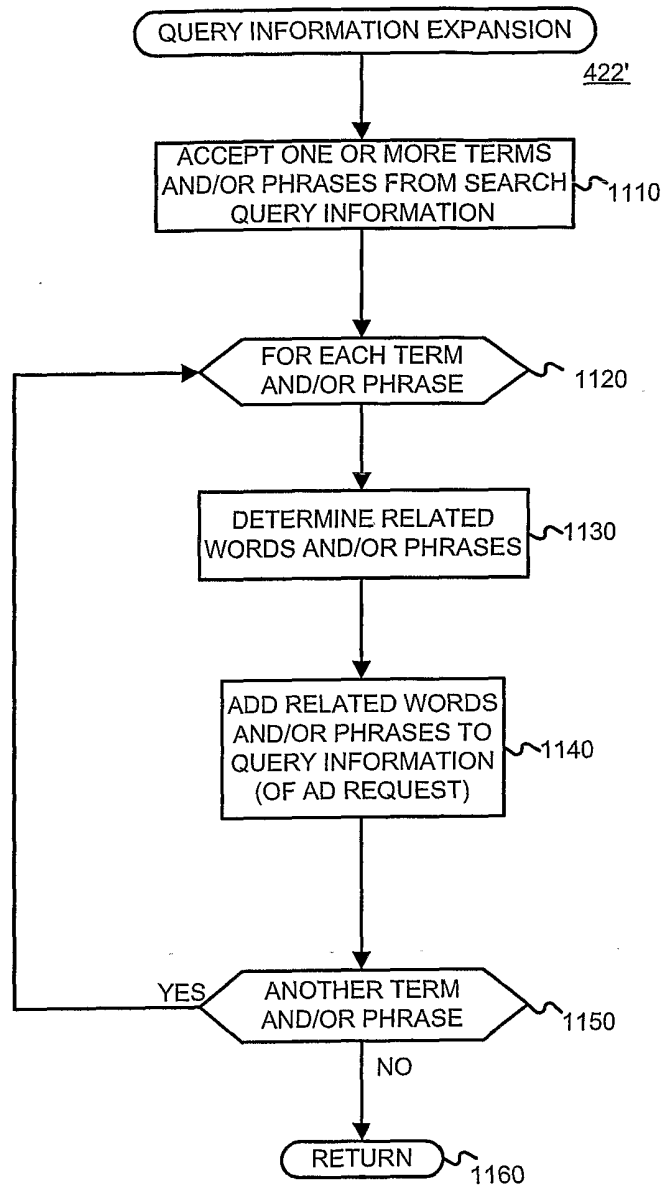 QUERY INFORMATION EXPANSION
422'
ACCEPT ONE OR MORE TERMS
AND/OR PHRASES FROM SEARCH
QUERY INFORMATION
1110
FOR EACH TERM
AND/OR PHRASE
1120
DETERMINE RELATED
WORDS AND/OR PHRASES
1130
ADD RELATED WORDS
AND/OR PHRASES TO
QUERY INFORMATION
(OF AD REQUEST)
1140
YES
ANOTHER TERM
AND/OR PHRASE
1150
NO
RETURN
1160